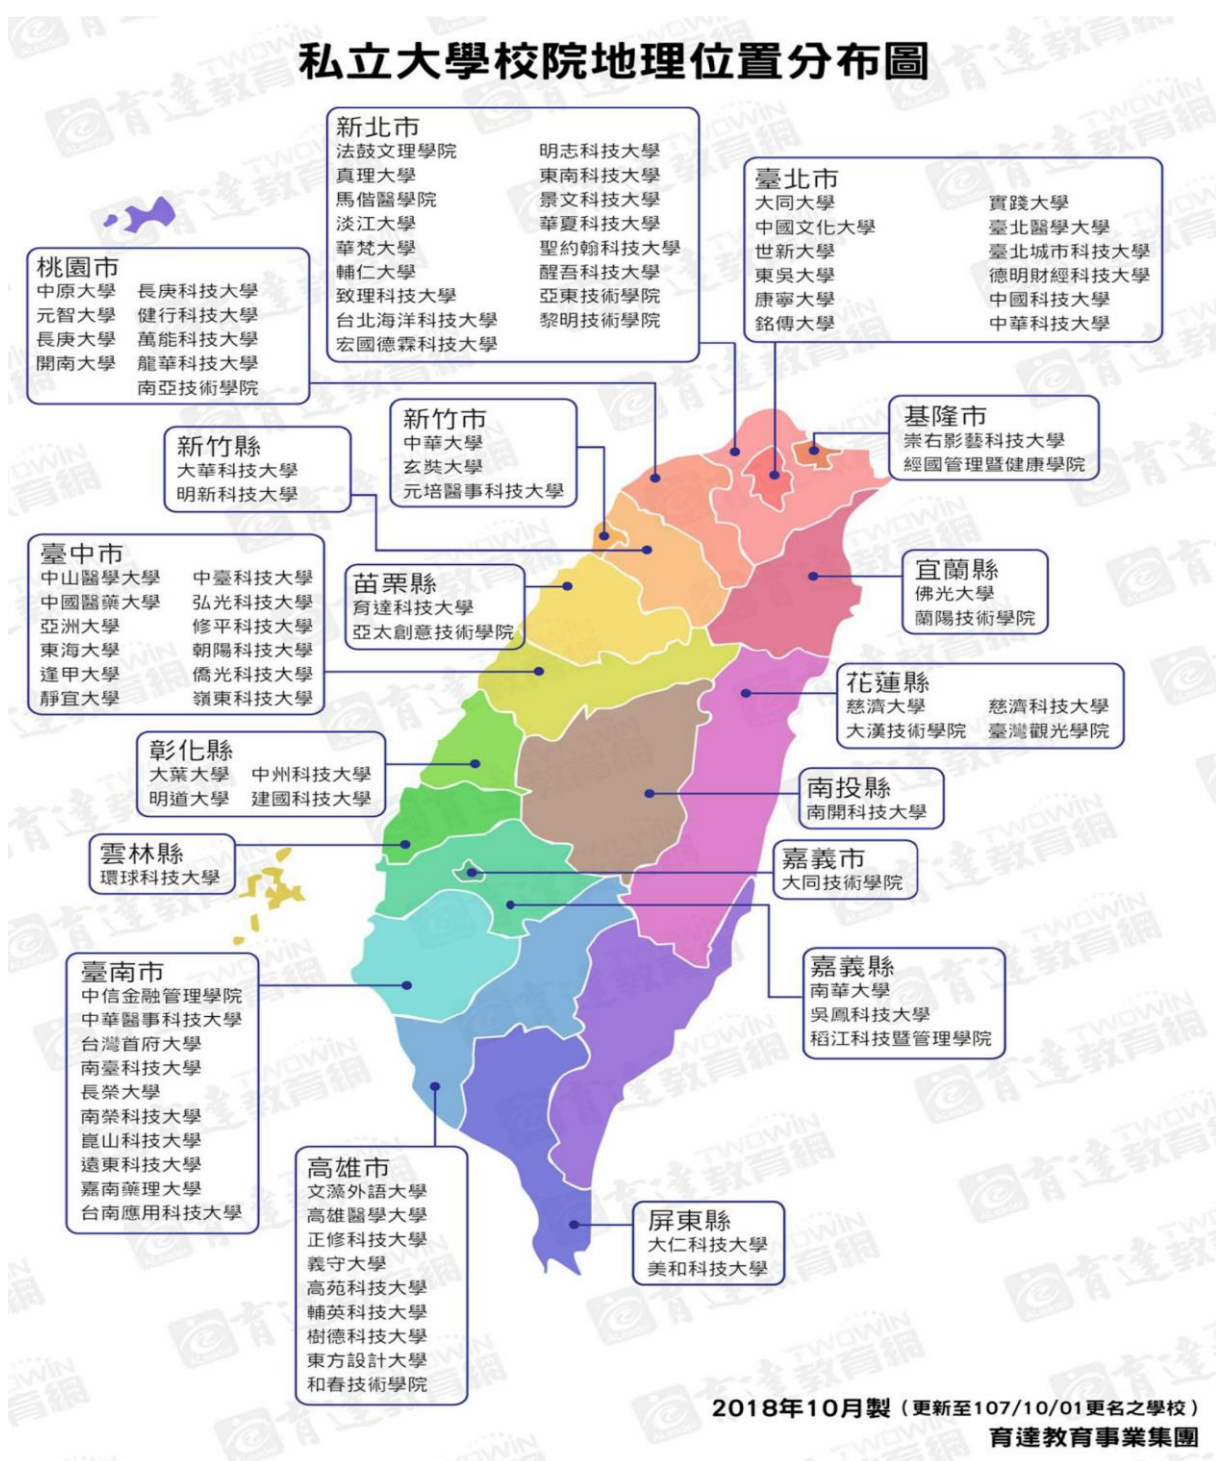 私立大學校院地理位置分布圖
新北市
法鼓文理學院 明志科技大學
真理大學 東南科技大學
馬偕醫學院 景文科技大學
淡江大學 華夏科技大學
華梵大學 聖約翰科技大學
輔仁大學 醒吾科技大學
致理科技大學 亞東技術學院
台北海洋科技大學 黎明技術學院
宏國德霖科技大學
臺北市
大同大學 實踐大學
中國文化大學 臺北醫學大學
世新大學 臺北城市科技大學
東吳大學 德明財經科技大學
康寧大學 中國科技大學
銘傳大學 中華科技大學
桃園市
中原大學 長庚科技大學
元智大學 健行科技大學
長庚大學 萬能科技大學
開南大學 龍華科技大學
南亞技術學院
新竹市
中華大學
玄奘大學
元培醫事科技大學
基隆市
崇右影藝科技大學
經國管理暨健康學院
新竹縣
大華科技大學
明新科技大學
臺中市
中山醫學大學 中臺科技大學
中國醫藥大學 弘光科技大學
亞洲大學 修平科技大學
東海大學 朝陽科技大學
逢甲大學 僑光科技大學
靜宜大學 嶺東科技大學
苗栗縣
育達科技大學
亞太創意技術學院
宜蘭縣
佛光大學
蘭陽技術學院
花蓮縣
慈濟大學 慈濟科技大學
大漢技術學院 臺灣觀光學院
彰化縣
大葉大學 中州科技大學
明道大學 建國科技大學
南投縣
南開科技大學
雲林縣
環球科技大學
嘉義市
大同技術學院
嘉義縣
南華大學
吳鳳科技大學
稻江科技暨管理學院
臺南市
中信金融管理學院
中華醫事科技大學
台灣首府大學
南臺科技大學
長榮大學
南榮科技大學
崑山科技大學
遠東科技大學
嘉南藥理大學
台南應用科技大學
高雄市
文藻外語大學
高雄醫學大學
正修科技大學
義守大學
高苑科技大學
輔英科技大學
樹德科技大學
東方設計大學
和春技術學院
屏東縣
大仁科技大學
美和科技大學
2018年10月製（更新至107/10/01更名之學校）
育達教育事業集團
TWOWIN
育達教育網